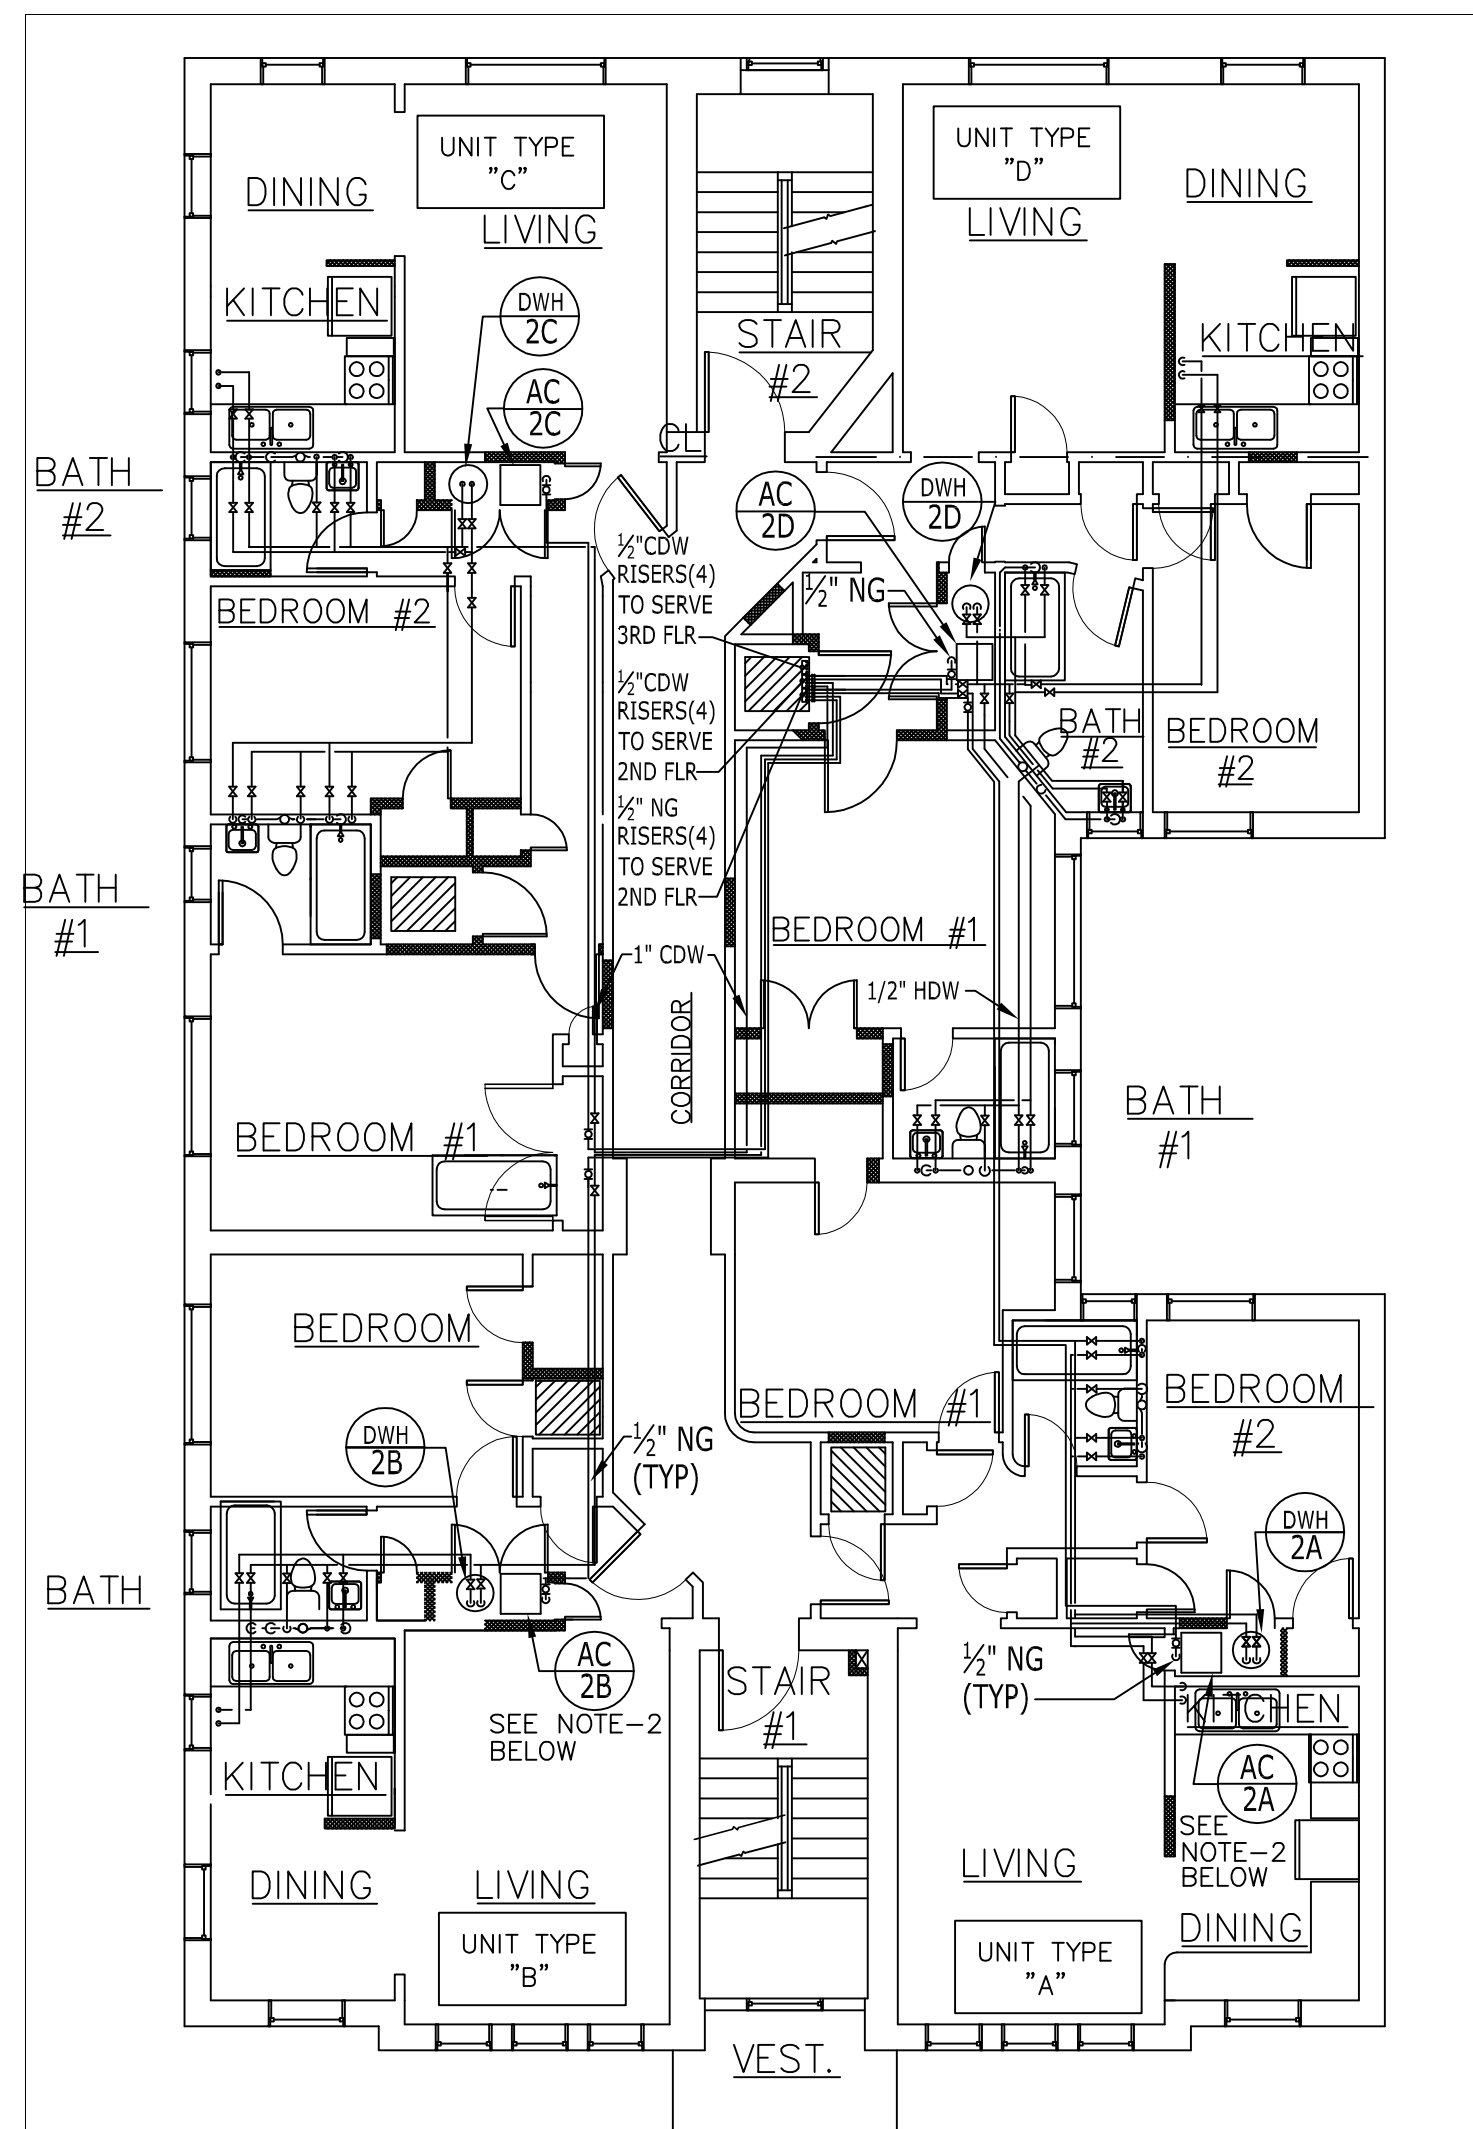 UNIT TYPE
"C"
UNIT TYPE
"D"
DINING
LIVING
LIVING
DINING
KITCHEN
DWH
2C
STAIR
#2
KITCHEN
AC
2C
CL
BATH
#2
AC
2D
DWH
2D
½"CDW
RISERS(4)
TO SERVE
3RD FLR
½" NG
BEDROOM #2
½"CDW
RISERS(4)
TO SERVE
2ND FLR
BATH
#2
BEDROOM
#2
½" NG
RISERS(4)
TO SERVE
2ND FLR
BATH
#1
BEDROOM #1
1" CDW
1/2" HDW
CORRIDOR
BEDROOM #1
BATH
#1
BEDROOM
BEDROOM #1
BEDROOM
#2
DWH
2B
½" NG
(TYP)
DWH
2A
BATH
AC
2B
SEE NOTE-2
BELOW
STAIR
#1
½" NG
(TYP)
KITCHEN
KITCHEN
AC
2A
SEE
NOTE-2
BELOW
DINING
LIVING
LIVING
DINING
UNIT TYPE
"B"
UNIT TYPE
"A"
VEST.